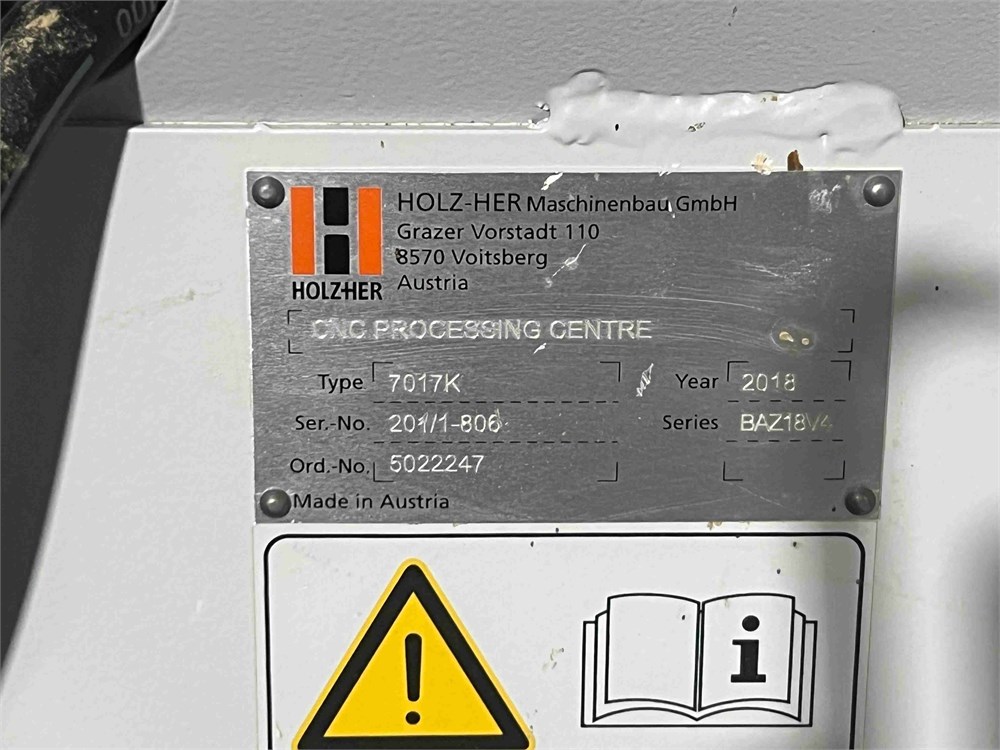 HOLZ-HER Maschinenbau GmbH
Grazer Vorstadt 110
8570 Voitsberg
Austria
HOLZHER
CNC PROCESSING CENTRE
Type 7017K Year 2018
Ser.-No. 201/1-806 Series BAZ18V4
Ord.-No. 5022247
Made in Austria